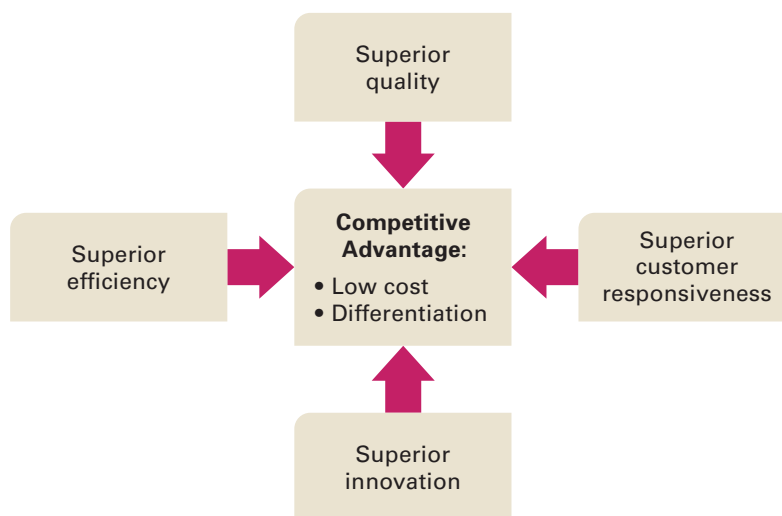 Superior
quality
Superior
efficiency
Competitive
Advantage:
• Low cost
• Differentiation
Superior
customer
responsiveness
Superior
innovation